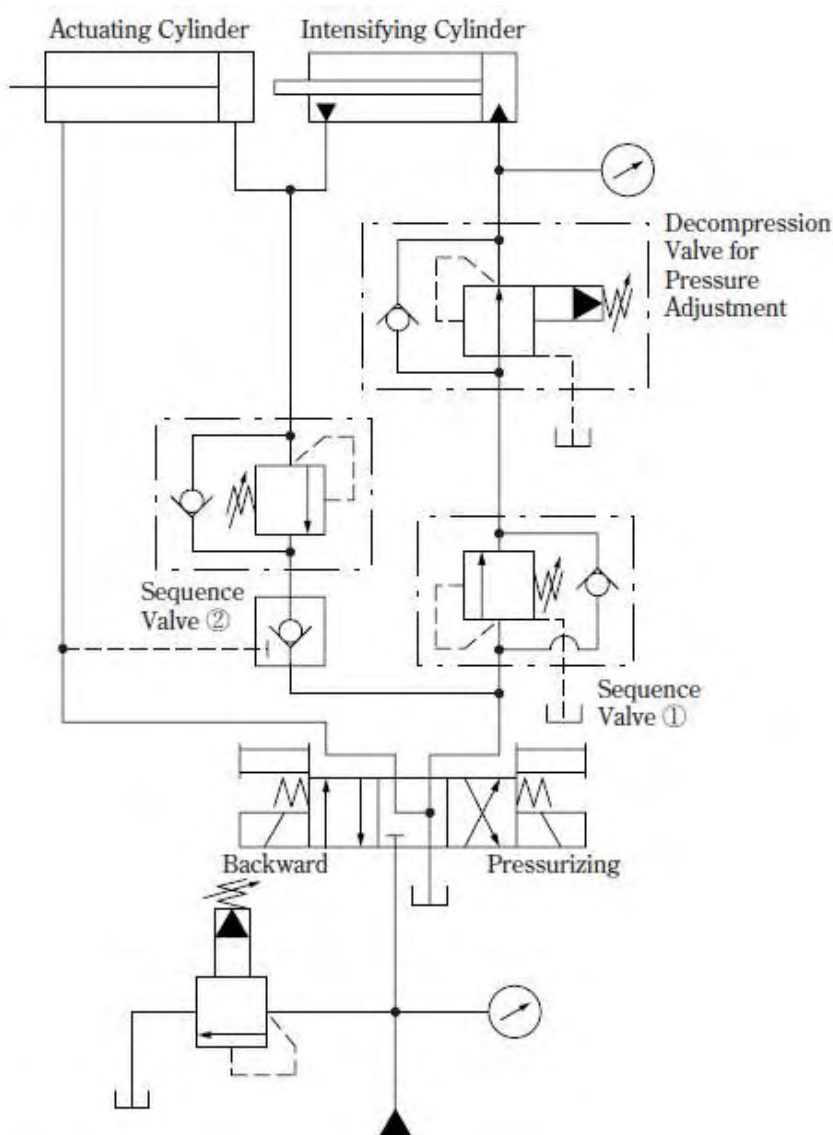 Actuating Cylinder
Intensifying Cylinder
Decompression
Valve for
Pressure
Adjustment
Sequence
Valve ②
Sequence
Valve ①
Backward
Pressurizing